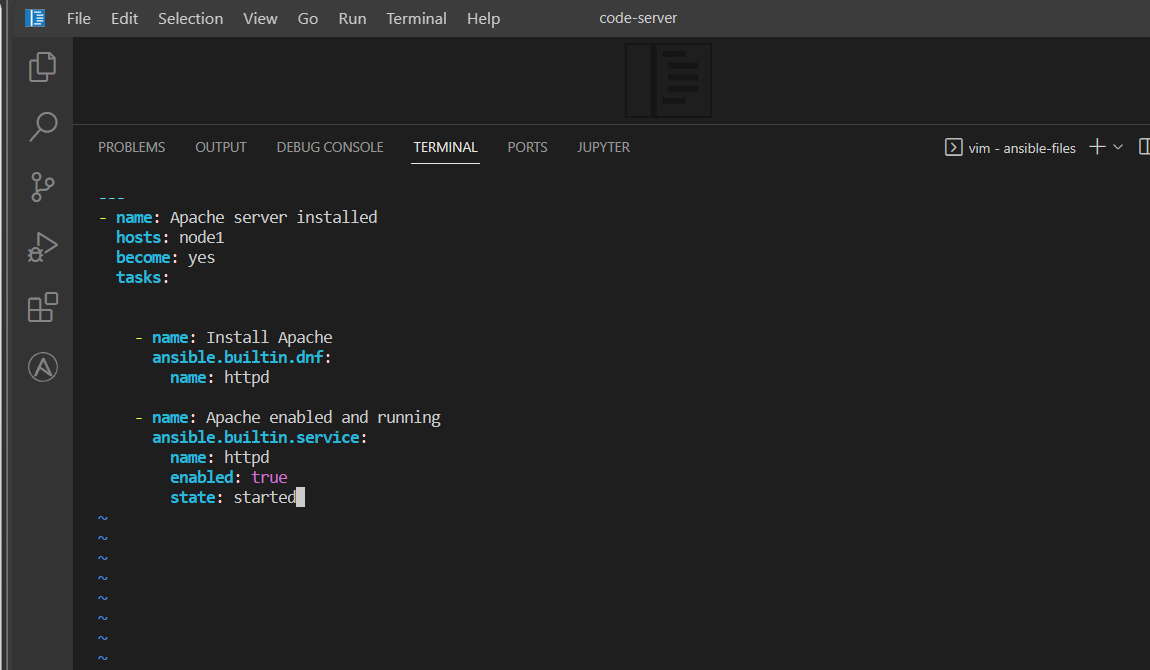 File Edit Selection View Go Run Terminal Help code-server
PROBLEMS OUTPUT DEBUG CONSOLE TERMINAL PORTS JUPYTER vim - ansible-files
---
- name: Apache server installed
  hosts: node1
  become: yes
  tasks:
    - name: Install Apache
      ansible.builtin.dnf:
        name: httpd
    - name: Apache enabled and running
      ansible.builtin.service:
        name: httpd
        enabled: true
        state: started
~
~
~
~
~
~
~
~